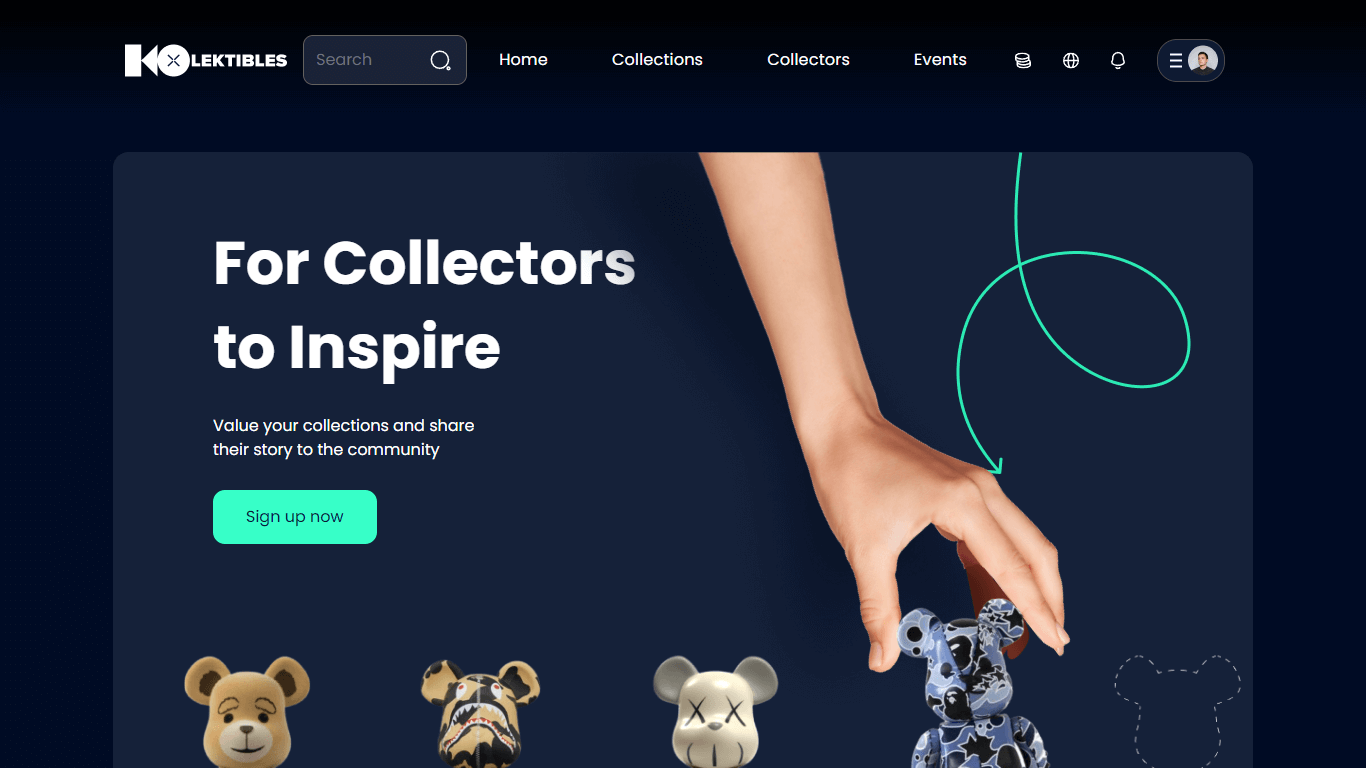 KOLEKTIBLES
Search
Home
Collections
Collectors
Events
For Collectors
to Inspire
Value your collections and share
their story to the community
Sign up now